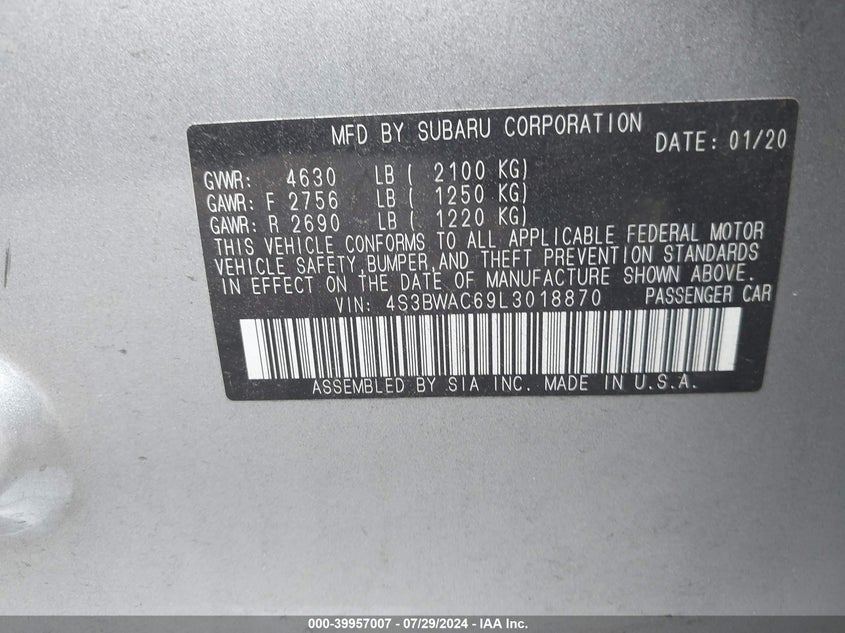 MFD BY SUBARU CORPORATION DATE: 01/20
GVWR: 4630 LB ( 2100 KG)
GAWR: F 2756 LB ( 1250 KG)
GAWR: R 2690 LB ( 1220 KG)
THIS VEHICLE CONFORMS TO ALL APPLICABLE FEDERAL MOTOR
VEHICLE SAFETY,BUMPER,AND THEFT PREVENTION STANDARDS
IN EFFECT ON THE DATE OF MANUFACTURE SHOWN ABOVE.
VIN: 4S3BWAC69L3018870 PASSENGER CAR
ASSEMBLED BY SIA INC. MADE IN U.S.A.
000-39957007 - 07/29/2024 - IAA Inc.